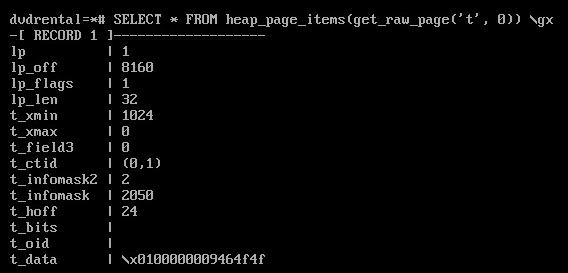 dvdrental=*# SELECT * FROM heap_page_items(get_raw_page('t', 0)) \gx
-[ RECORD 1 ]-------------------
lp          | 1
lp_off      | 8160
lp_flags    | 1
lp_len      | 32
t_xmin      | 1024
t_xmax      | 0
t_field3    | 0
t_ctid      | (0,1)
t_infomask2 | 2
t_infomask  | 2050
t_hoff      | 24
t_bits      |
t_oid       |
t_data      | \x0100000009464f4f